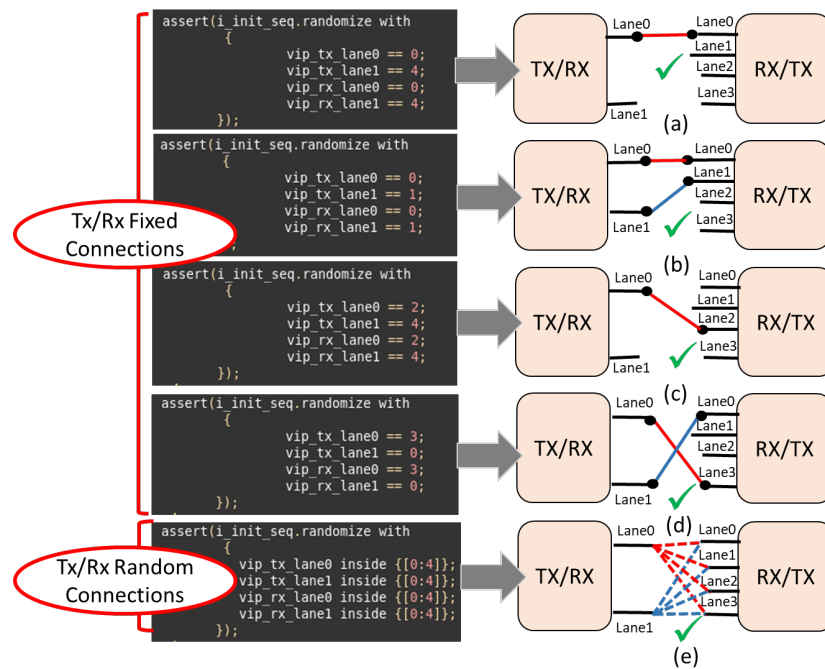 assert(i_init_seq.randomize with
{
vip_tx_lane0 == 0;
vip_tx_lane1 == 4;
vip_rx_lane0 == 0;
vip_rx_lane1 == 4;
});
TX/RX
Lane0
Lane1
Lane0
Lane1
Lane2
Lane3
RX/TX
(a)
Tx/Rx Fixed
Connections
assert(i_init_seq.randomize with
{
vip_tx_lane0 == 0;
vip_tx_lane1 == 1;
vip_rx_lane0 == 0;
vip_rx_lane1 == 1;
;
TX/RX
Lane0
Lane1
Lane0
Lane1
Lane2
Lane3
RX/TX
(b)
assert(i_init_seq.randomize with
{
vip_tx_lane0 == 2;
vip_tx_lane1 == 4;
vip_rx_lane0 == 2;
vip_rx_lane1 == 4;
});
TX/RX
Lane0
Lane1
Lane0
Lane1
Lane2
Lane3
RX/TX
(c)
assert(i_init_seq.randomize with
{
vip_tx_lane0 == 3;
vip_tx_lane1 == 0;
vip_rx_lane0 == 3;
vip_rx_lane1 == 0;
});
TX/RX
Lane0
Lane1
Lane0
Lane1
Lane2
Lane3
RX/TX
(d)
Tx/Rx Random
Connections
assert(i_init_seq.randomize with
{
vip_tx_lane0 inside {[0:4]};
vip_tx_lane1 inside {[0:4]};
vip_rx_lane0 inside {[0:4]};
vip_rx_lane1 inside {[0:4]};
});
TX/RX
Lane0
Lane1
Lane0
Lane1
Lane2
Lane3
RX/TX
(e)